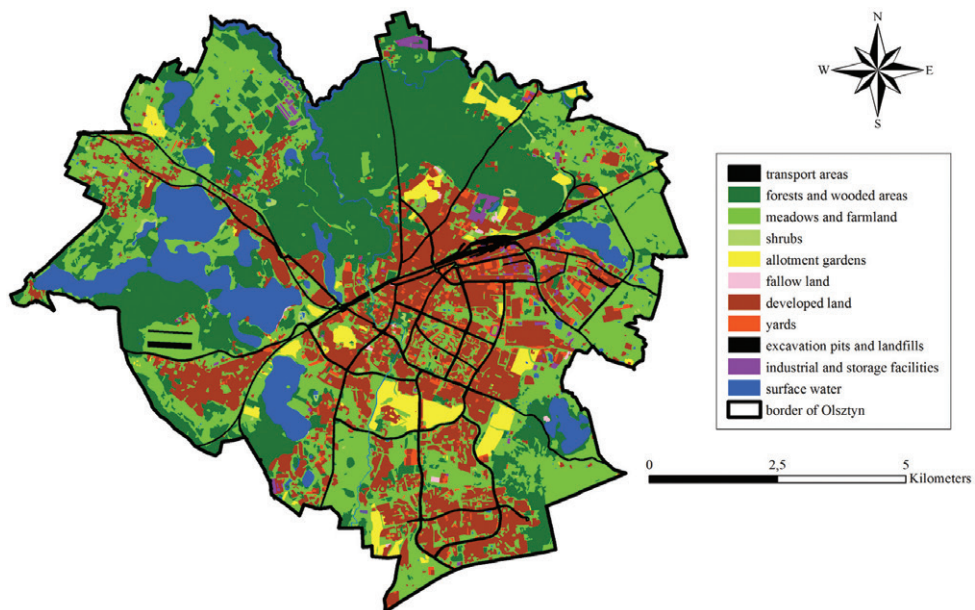 N
W E
S
transport areas
forests and wooded areas
meadows and farmland
shrubs
allotment gardens
fallow land
developed land
yards
excavation pits and landfills
industrial and storage facilities
surface water
border of Olsztyn
0 2,5 5
Kilometers